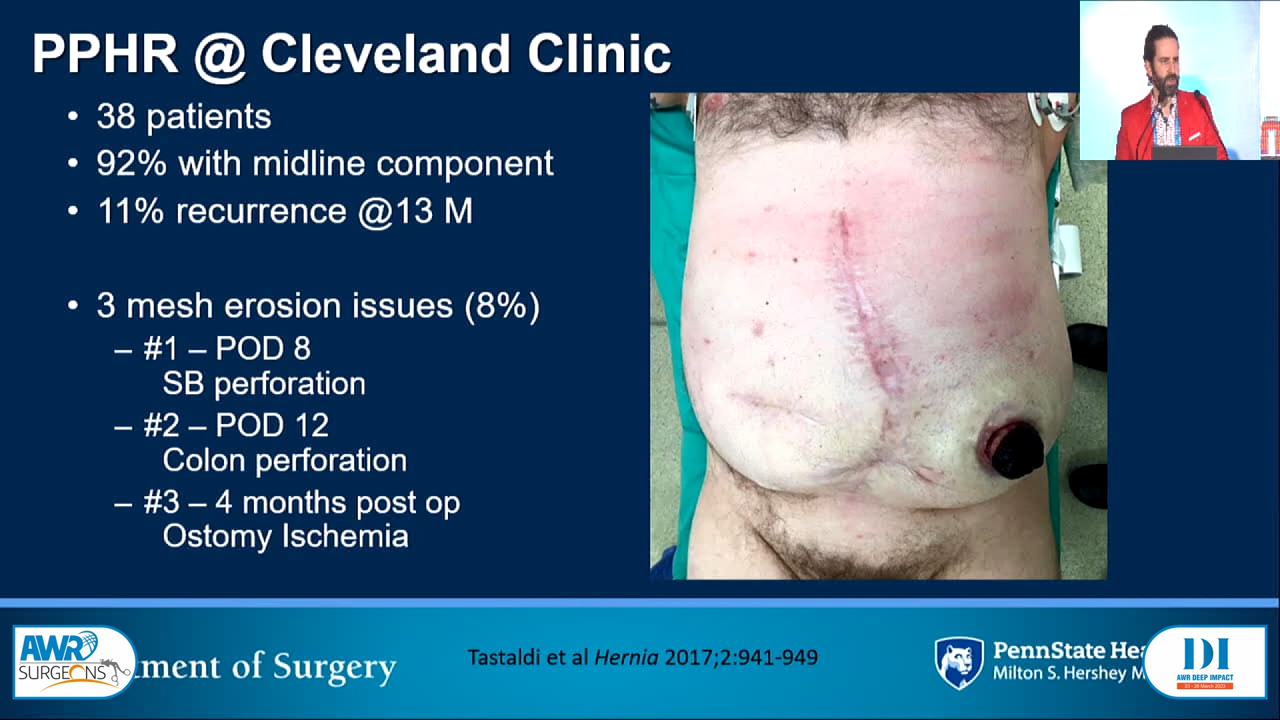 PPHR @ Cleveland Clinic
• 38 patients
• 92% with midline component
• 11% recurrence @13 M
• 3 mesh erosion issues (8%)
– #1 – POD 8
SB perforation
– #2 – POD 12
Colon perforation
– #3 – 4 months post op
Ostomy Ischemia
AWR
SURGEONS
ment of Surgery
Tastaldi et al Hernia 2017;2:941-949
PennState Hea
Milton S. Hershey M
DI
AWR DEEP IMPACT